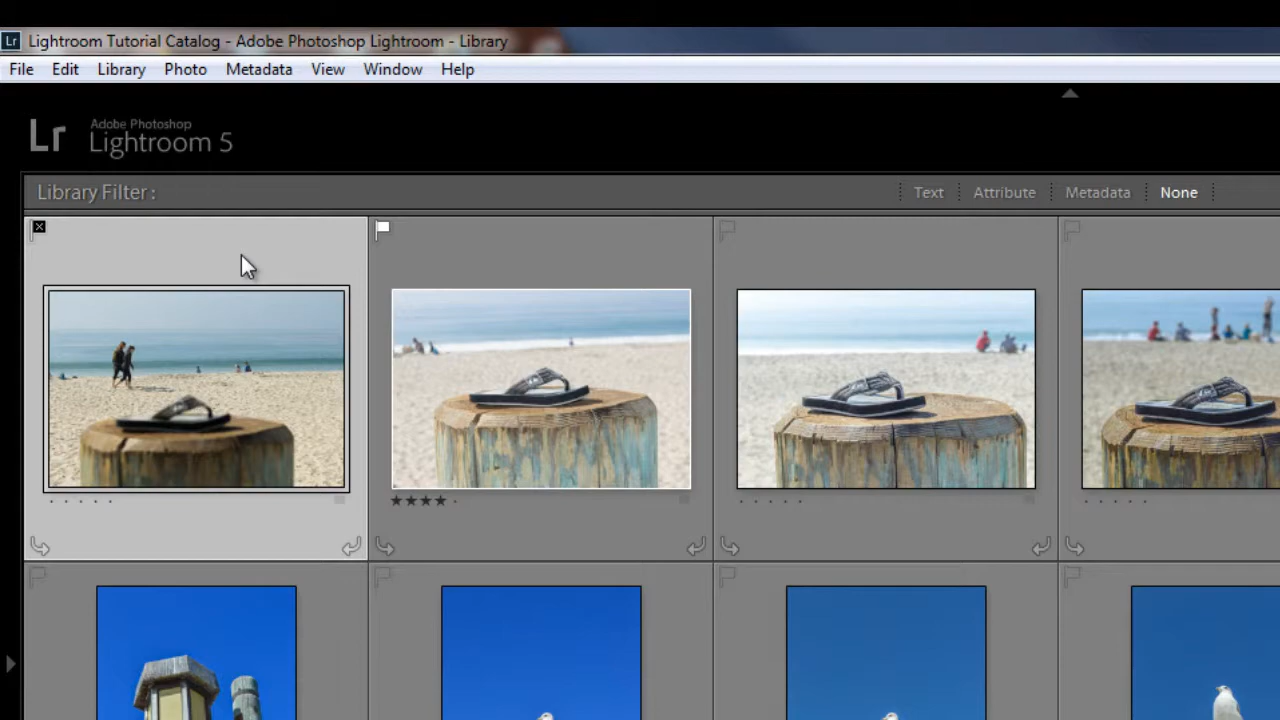 Lr Lightroom Tutorial Catalog - Adobe Photoshop Lightroom - Library
File Edit Library Photo Metadata View Window Help
Lr Adobe Photoshop
Lightroom 5
Library Filter : Text Attribute Metadata None